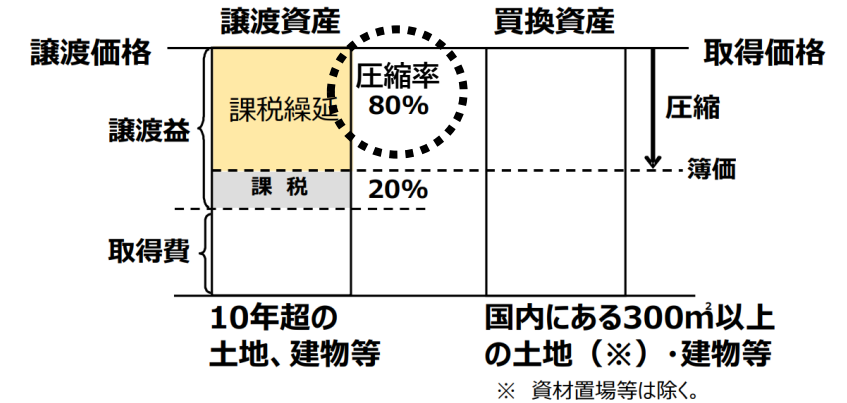 譲渡資産
買換資産
譲渡価格
取得価格
圧縮率
80%
課税繰延
譲渡益
圧縮
簿価
課 税
20%
取得費
10年超の
土地、建物等
国内にある300㎡以上
の土地（※）・建物等
※ 資材置場等は除く。